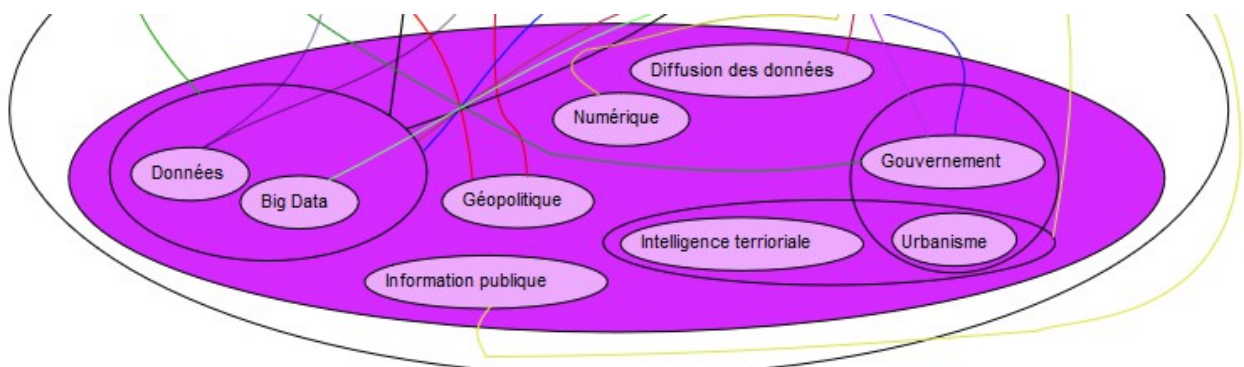 Diffusion des données
Numérique
Gouvernement
Données
Big Data
Géopolitique
Intelligence terrioriale
Urbanisme
Information publique